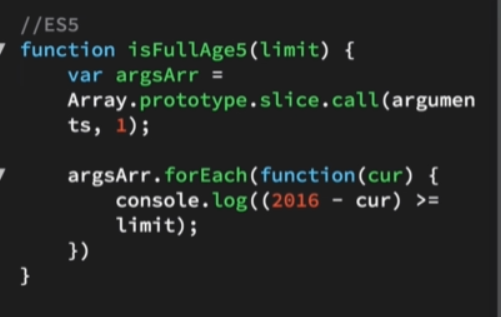 //ES5
function isFullAge5(limit) {
var argsArr =
Array.prototype.slice.call(argumen
ts, 1);
argsArr.forEach(function(cur) {
console.log((2016 - cur) >=
limit);
})
}